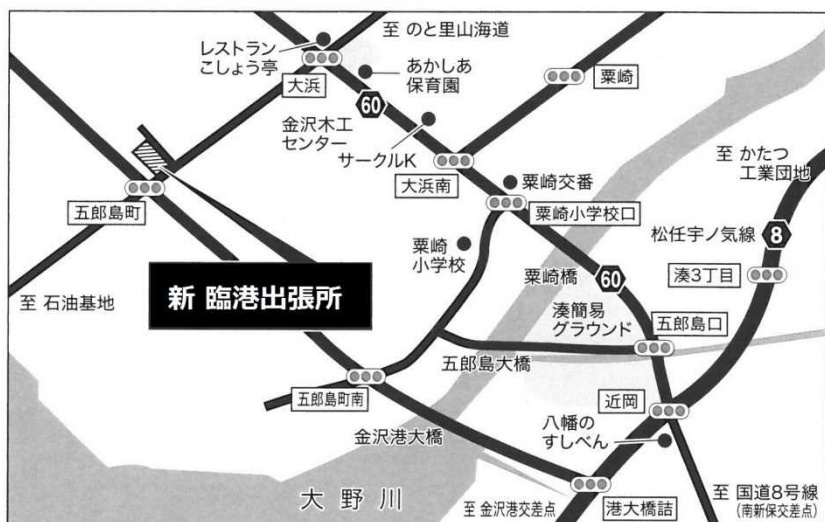 至 のと里山海道
レストラン
こしょう亭
大浜
あかしあ
保育園
粟崎
60
金沢木工
センター
サークルK
大浜南
至 かたつ
工業団地
粟崎交番
五郎島町
粟崎小学校口
松任宇ノ気線
8
粟崎
小学校
粟崎橋
60
湊3丁目
新 臨港出張所
至 石油基地
湊簡易
グラウンド
五郎島口
五郎島大橋
五郎島町南
近岡
金沢港大橋
八幡の
すしべん
大野川
至 金沢港交差点
港大橋詰
至 国道8号線
(南新保交差点)